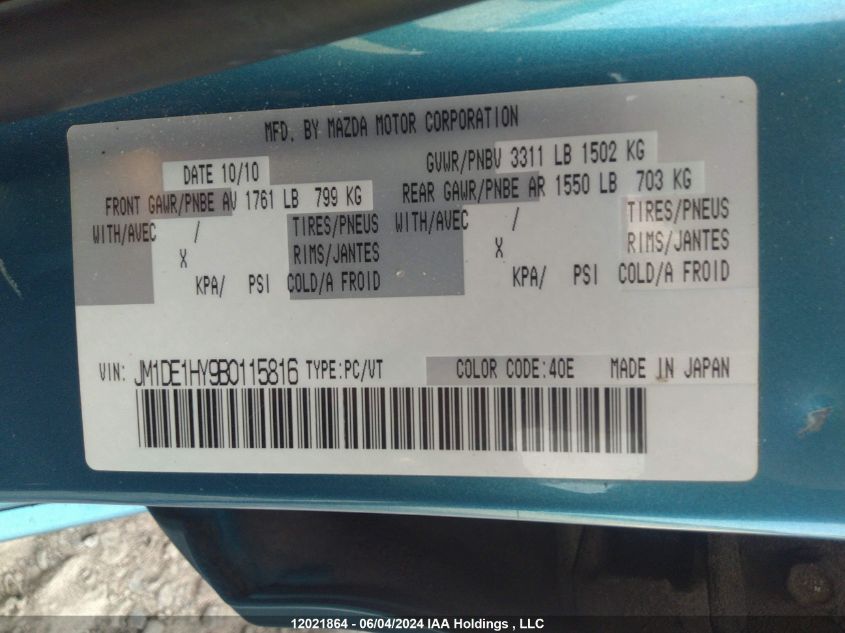 MFD. BY MAZDA MOTOR CORPORATION
DATE 10/10 GVWR/PNBV 3311 LB 1502 KG
FRONT GAWR/PNBE AV 1761 LB 799 KG REAR GAWR/PNBE AR 1550 LB 703 KG
WITH/AVEC / TIRES/PNEUS WITH/AVEC / TIRES/PNEUS
X RIMS/JANTES X RIMS/JANTES
KPA/ PSI COLD/A FROID KPA/ PSI COLD/A FROID
VIN: JM1DE1HY9B0115816 TYPE:PC/VT COLOR CODE:40E MADE IN JAPAN
12021864 - 06/04/2024 IAA Holdings , LLC